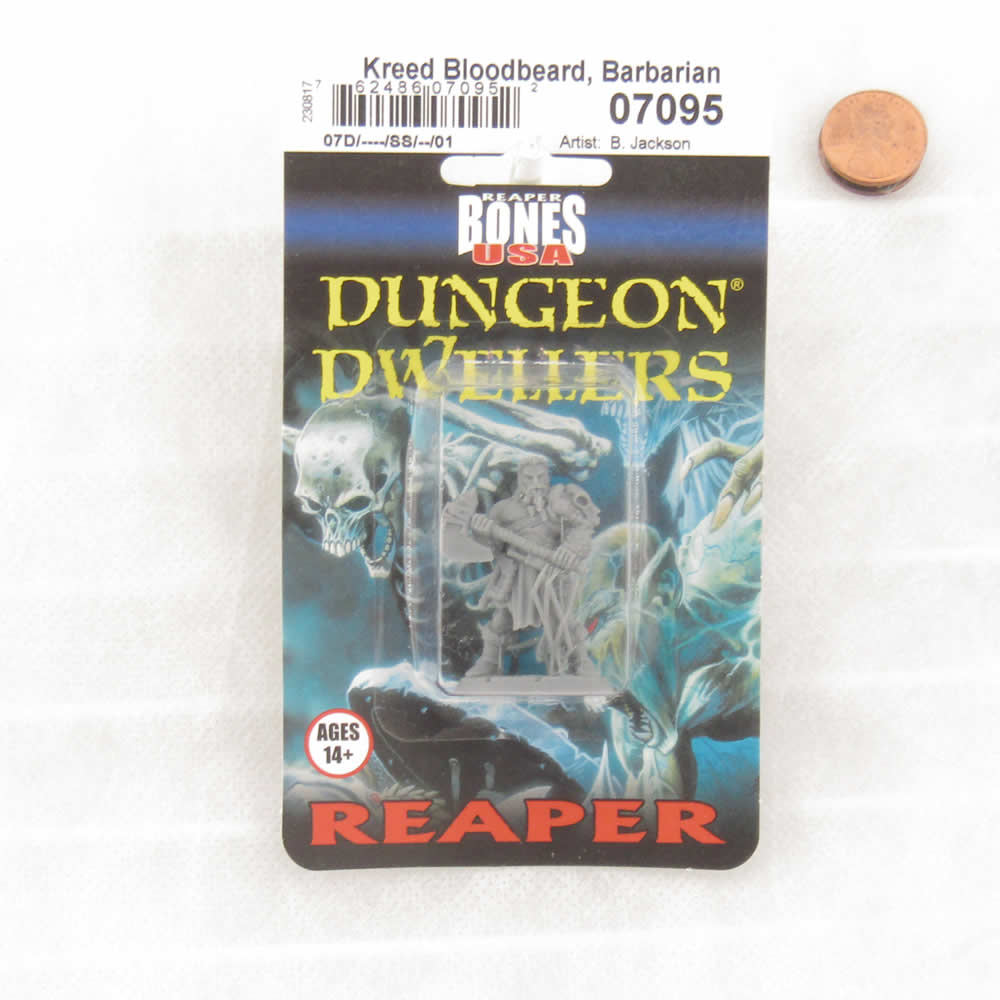 Kreed Bloodbeard, Barbarian
230817
7 62486 07095 2
07095
07D/----/SS/--/01
Artist: B. Jackson
REAPER
BONES
USA
DUNGEON®
DWELLERS
AGES
14+
REAPER